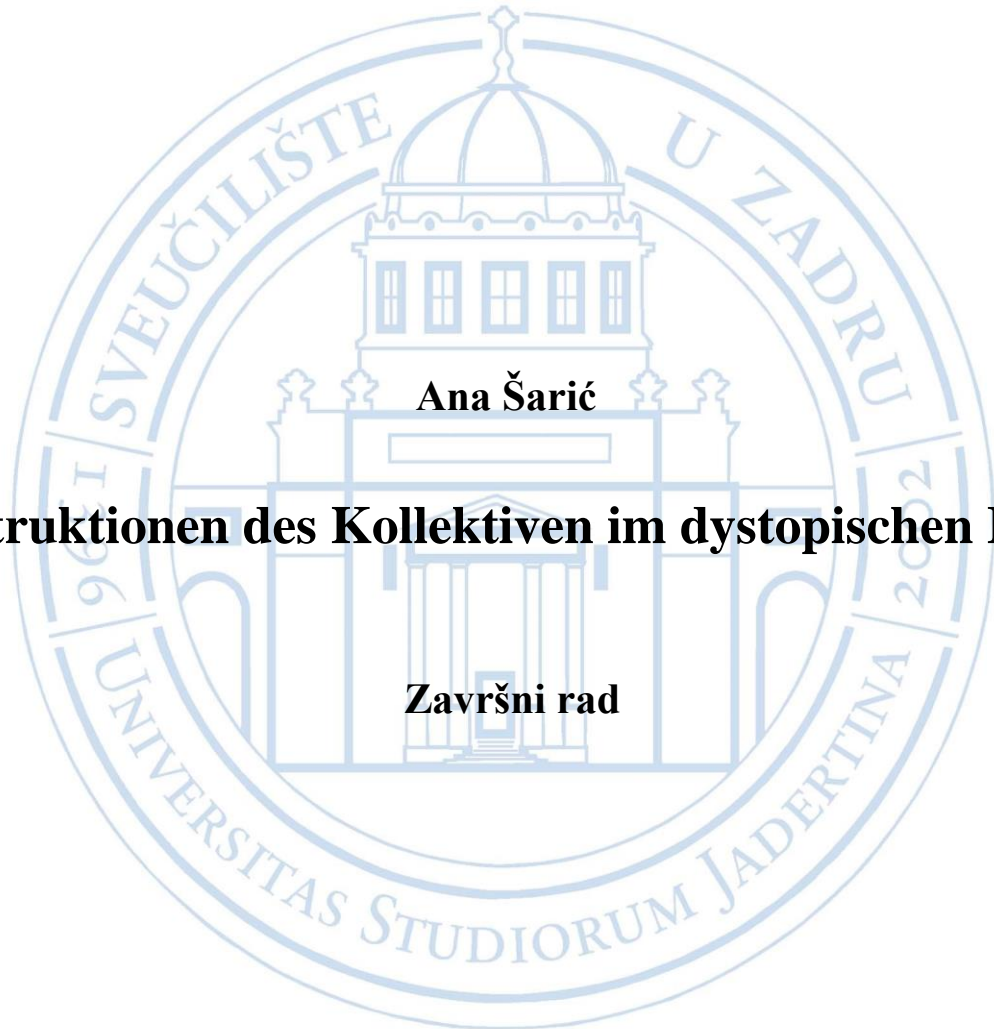 SVEUČILIŠTE U ZADRU
Ana Šarić
truktionen des Kollektiven im dystopischen
Završni rad
1396
2002
UNIVERSITAS STUDIORUM JADERTINA